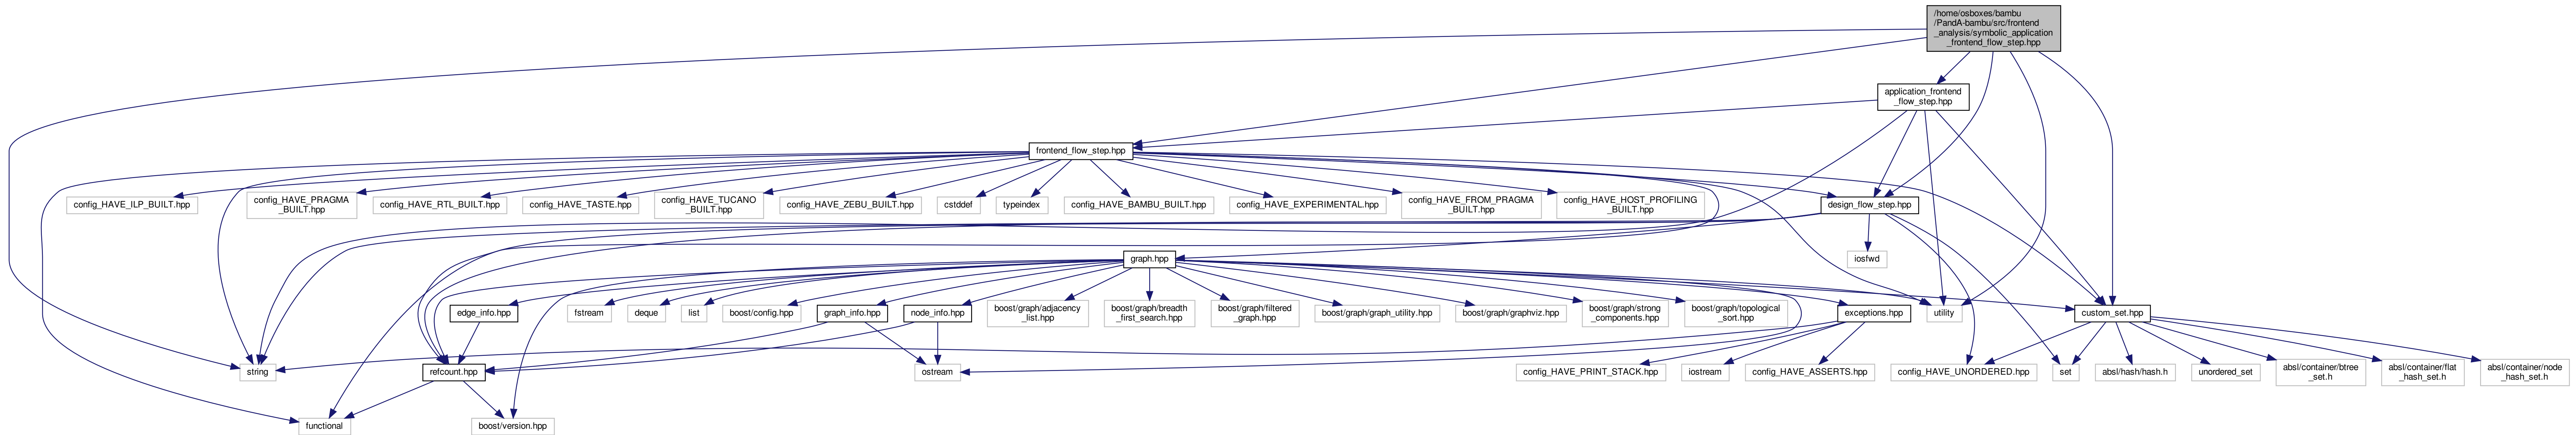 /home/osboxes/bambu
/PandA-bambu/src/frontend
_analysis/symbolic_application
_frontend_flow_step.hpp
application_frontend
_flow_step.hpp
frontend_flow_step.hpp
config_HAVE_ILP_BUILT.hpp
config_HAVE_PRAGMA
_BUILT.hpp
config_HAVE_RTL_BUILT.hpp
config_HAVE_TASTE.hpp
config_HAVE_TUCANO
_BUILT.hpp
config_HAVE_ZEBU_BUILT.hpp
cstddef
typeindex
config_HAVE_BAMBU_BUILT.hpp
config_HAVE_EXPERIMENTAL.hpp
config_HAVE_FROM_PRAGMA
_BUILT.hpp
config_HAVE_HOST_PROFILING
_BUILT.hpp
design_flow_step.hpp
graph.hpp
iosfwd
edge_info.hpp
fstream
deque
list
boost/config.hpp
graph_info.hpp
node_info.hpp
boost/graph/adjacency
_list.hpp
boost/graph/breadth
_first_search.hpp
boost/graph/filtered
_graph.hpp
boost/graph/graph_utility.hpp
boost/graph/graphviz.hpp
boost/graph/strong
_components.hpp
boost/graph/topological
_sort.hpp
exceptions.hpp
utility
custom_set.hpp
string
refcount.hpp
ostream
config_HAVE_PRINT_STACK.hpp
iostream
config_HAVE_ASSERTS.hpp
config_HAVE_UNORDERED.hpp
set
absl/hash/hash.h
unordered_set
absl/container/btree
_set.h
absl/container/flat
_hash_set.h
absl/container/node
_hash_set.h
functional
boost/version.hpp